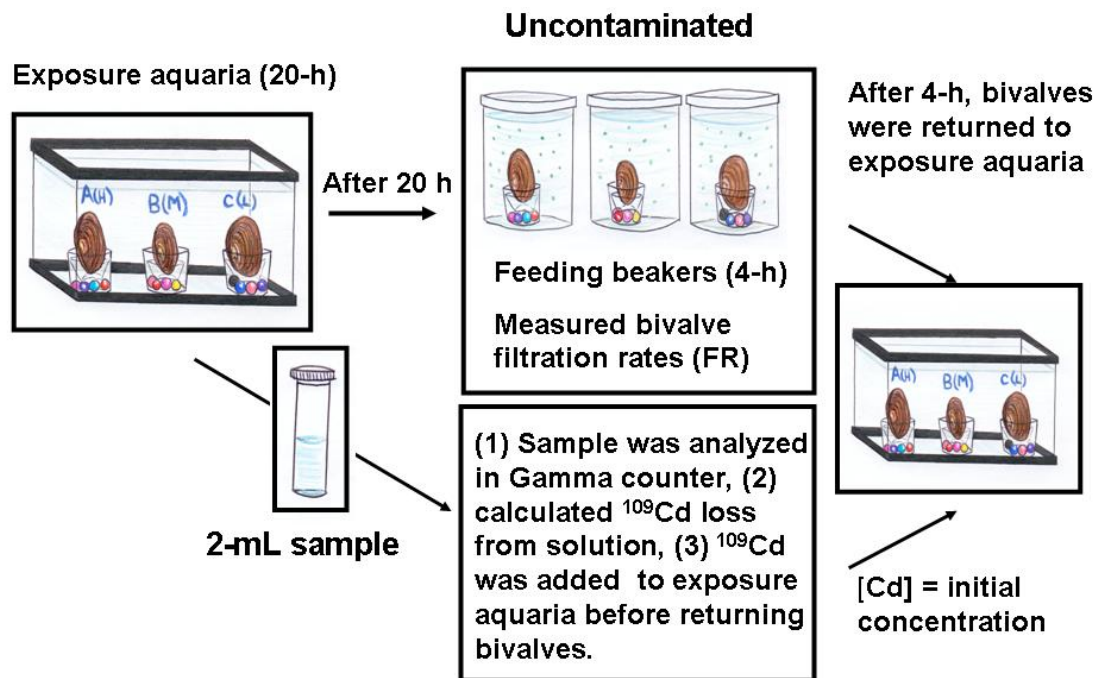 Uncontaminated
Exposure aquaria (20-h)
A(H)
B(M)
C(L)
After 20 h
Feeding beakers (4-h)
Measured bivalve
filtration rates (FR)
After 4-h, bivalves
were returned to
exposure aquaria
2-mL sample
(1) Sample was analyzed
in Gamma counter, (2)
calculated ¹⁰⁹Cd loss
from solution, (3) ¹⁰⁹Cd
was added to exposure
aquaria before returning
bivalves.
A(H)
B(M)
C(L)
[Cd] = initial
concentration